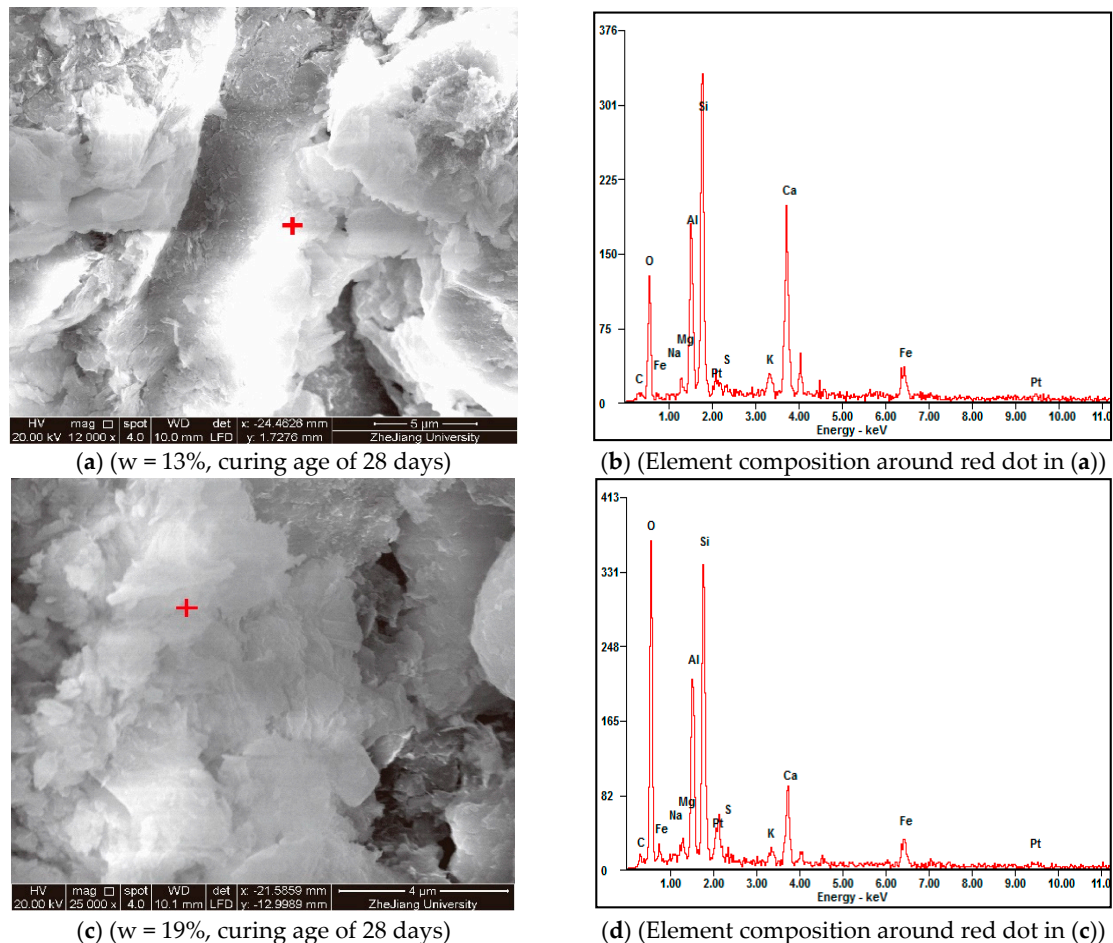 HV mag □ spot WD det x: -24.4626 mm 5 µm
20.00 kV 12 000 x 4.0 10.0 mm LFD y: 1.7276 mm ZheJiang University
(a) (w = 13%, curing age of 28 days)
376
301
225
150
75
0
C
O
Fe
Na
Mg
Al
Si
Pt
S
K
Ca
Fe
Pt
1.00 2.00 3.00 4.00 5.00 6.00 7.00 8.00 9.00 10.00 11.0
Energy - keV
(b) (Element composition around red dot in (a))
HV mag □ spot WD det x: -21.5859 mm 4 µm
20.00 kV 25 000 x 4.0 10.1 mm LFD y: -12.9989 mm ZheJiang University
(c) (w = 19%, curing age of 28 days)
413
331
248
165
82
0
C
O
Fe
Na
Mg
Al
Si
Pt
S
K
Ca
Fe
Pt
1.00 2.00 3.00 4.00 5.00 6.00 7.00 8.00 9.00 10.00 11.0
Energy - keV
(d) (Element composition around red dot in (c))